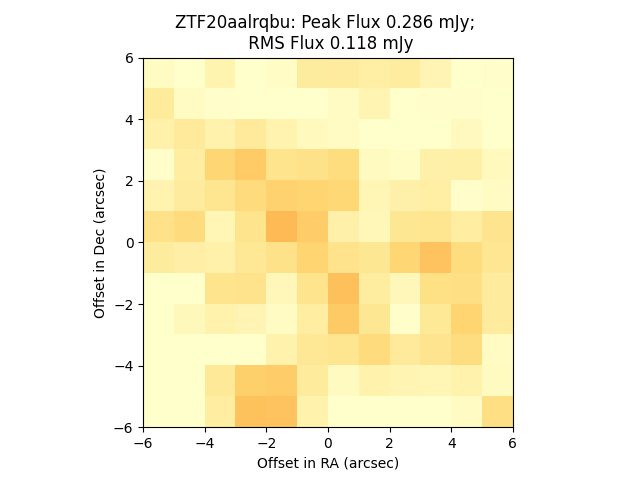 ZTF20aalrqbu: Peak Flux 0.286 mJy;
RMS Flux 0.118 mJy
6
4
2
0
−2
−4
−6
Offset in Dec (arcsec)
−6 −4 −2 0 2 4 6
Offset in RA (arcsec)